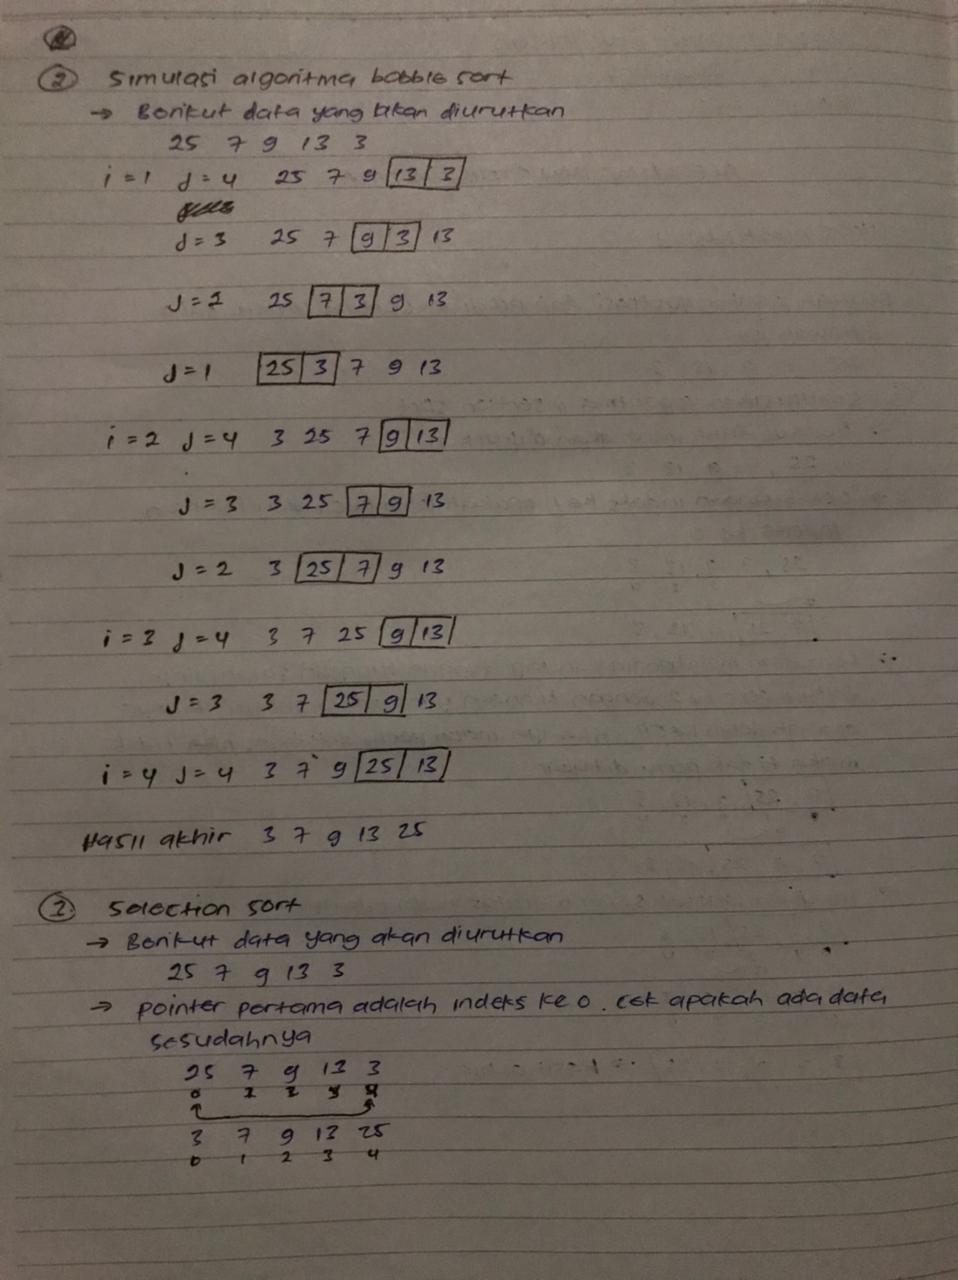 ② Simulasi algoritma bobble sort
→ Berikut data yang akan diurutkan
25 7 9 13 3
i = 1 J = 4 25 7 9 13 3
J = 3 25 7 9 3 13
J = 2 25 7 3 9 13
J = 1 25 3 7 9 13
i = 2 J = 4 3 25 7 9 13
J = 3 3 25 7 9 13
J = 2 3 25 7 9 13
i = 3 J = 4 3 7 25 9 13
J = 3 3 7 25 9 13
i = 4 J = 4 3 7 9 25 13
Hasil akhir 3 7 9 13 25
② Selection sort
→ Berikut data yang akan diurutkan
25 7 9 13 3
→ pointer pertama adalah indeks ke 0. cek apakah ada data
sesudahnya
25 7 9 13 3
0 1 2 3 4
3 7 9 13 25
0 1 2 3 4